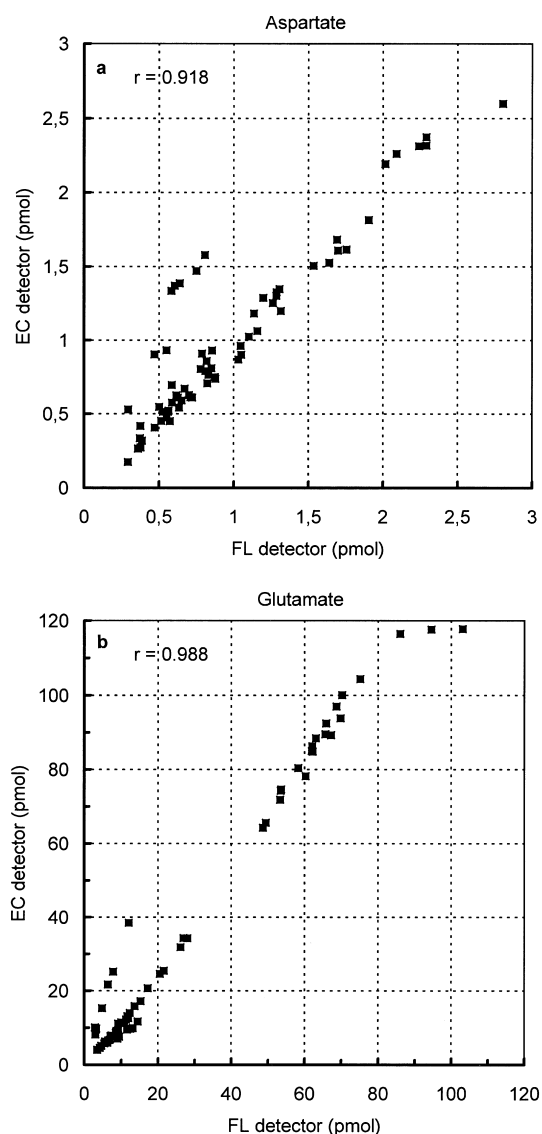 Aspartate
3
a
r = 0.918
2,5
2
EC detector (pmol)
1,5
1
0,5
0
0 0,5 1 1,5 2 2,5 3
FL detector (pmol)
Glutamate
120
b
r = 0.988
100
80
EC detector (pmol)
60
40
20
0
0 20 40 60 80 100 120
FL detector (pmol)